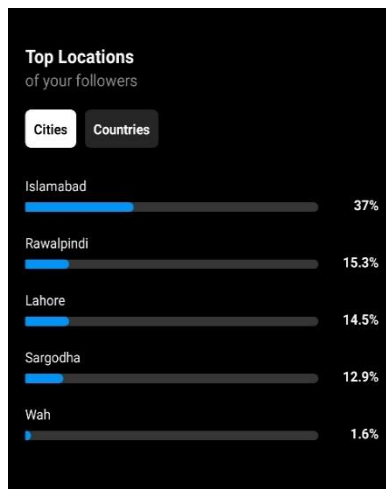 Top Locations
of your followers
Cities Countries
Islamabad
37%
Rawalpindi
15.3%
Lahore
14.5%
Sargodha
12.9%
Wah
1.6%